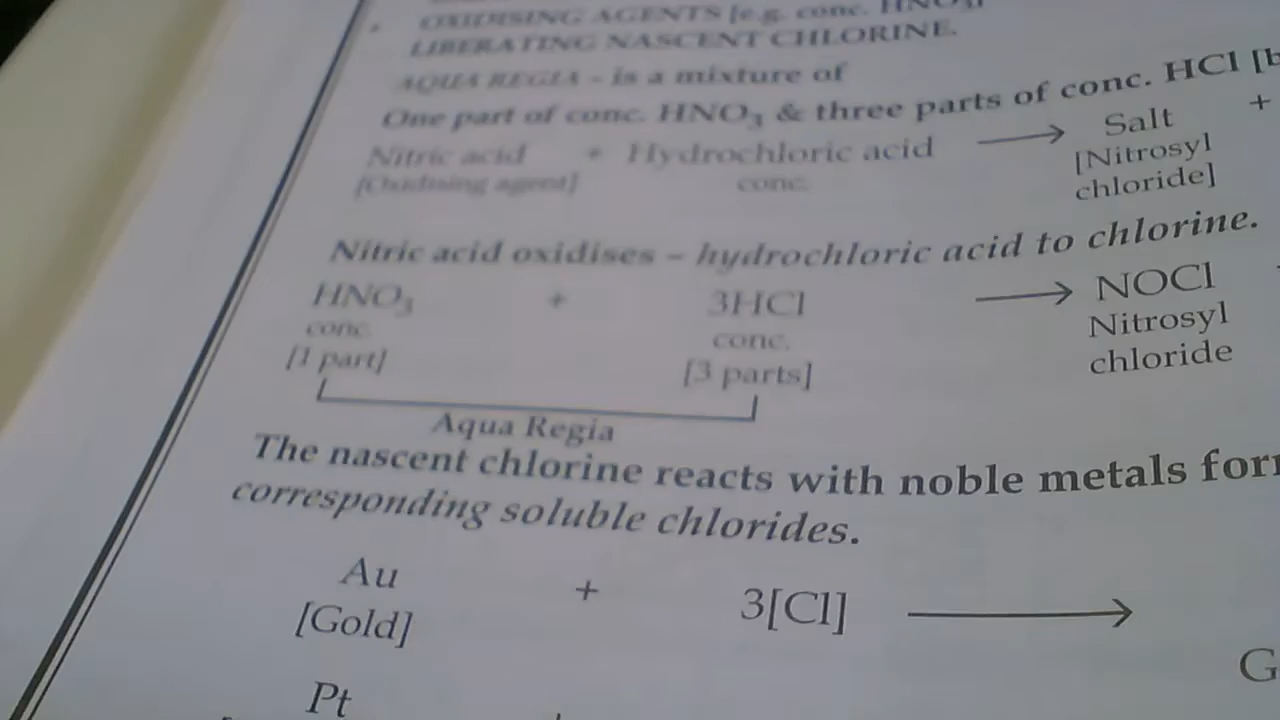 OXIDISING AGENTS [e.g. conc. HNO3]
LIBERATING NASCENT CHLORINE.
AQUA REGIA – is a mixture of
One part of conc. HNO3 & three parts of conc. HCl [b
Nitric acid + Hydrochloric acid ⟶ Salt +
[Oxidising agent] conc. [Nitrosyl
chloride]
Nitric acid oxidises – hydrochloric acid to chlorine.
HNO3 + 3HCl ⟶ NOCl
conc. conc. Nitrosyl
[1 part] [3 parts] chloride
Aqua Regia
The nascent chlorine reacts with noble metals for
corresponding soluble chlorides.
Au + 3[Cl] ⟶
[Gold] G
Pt +